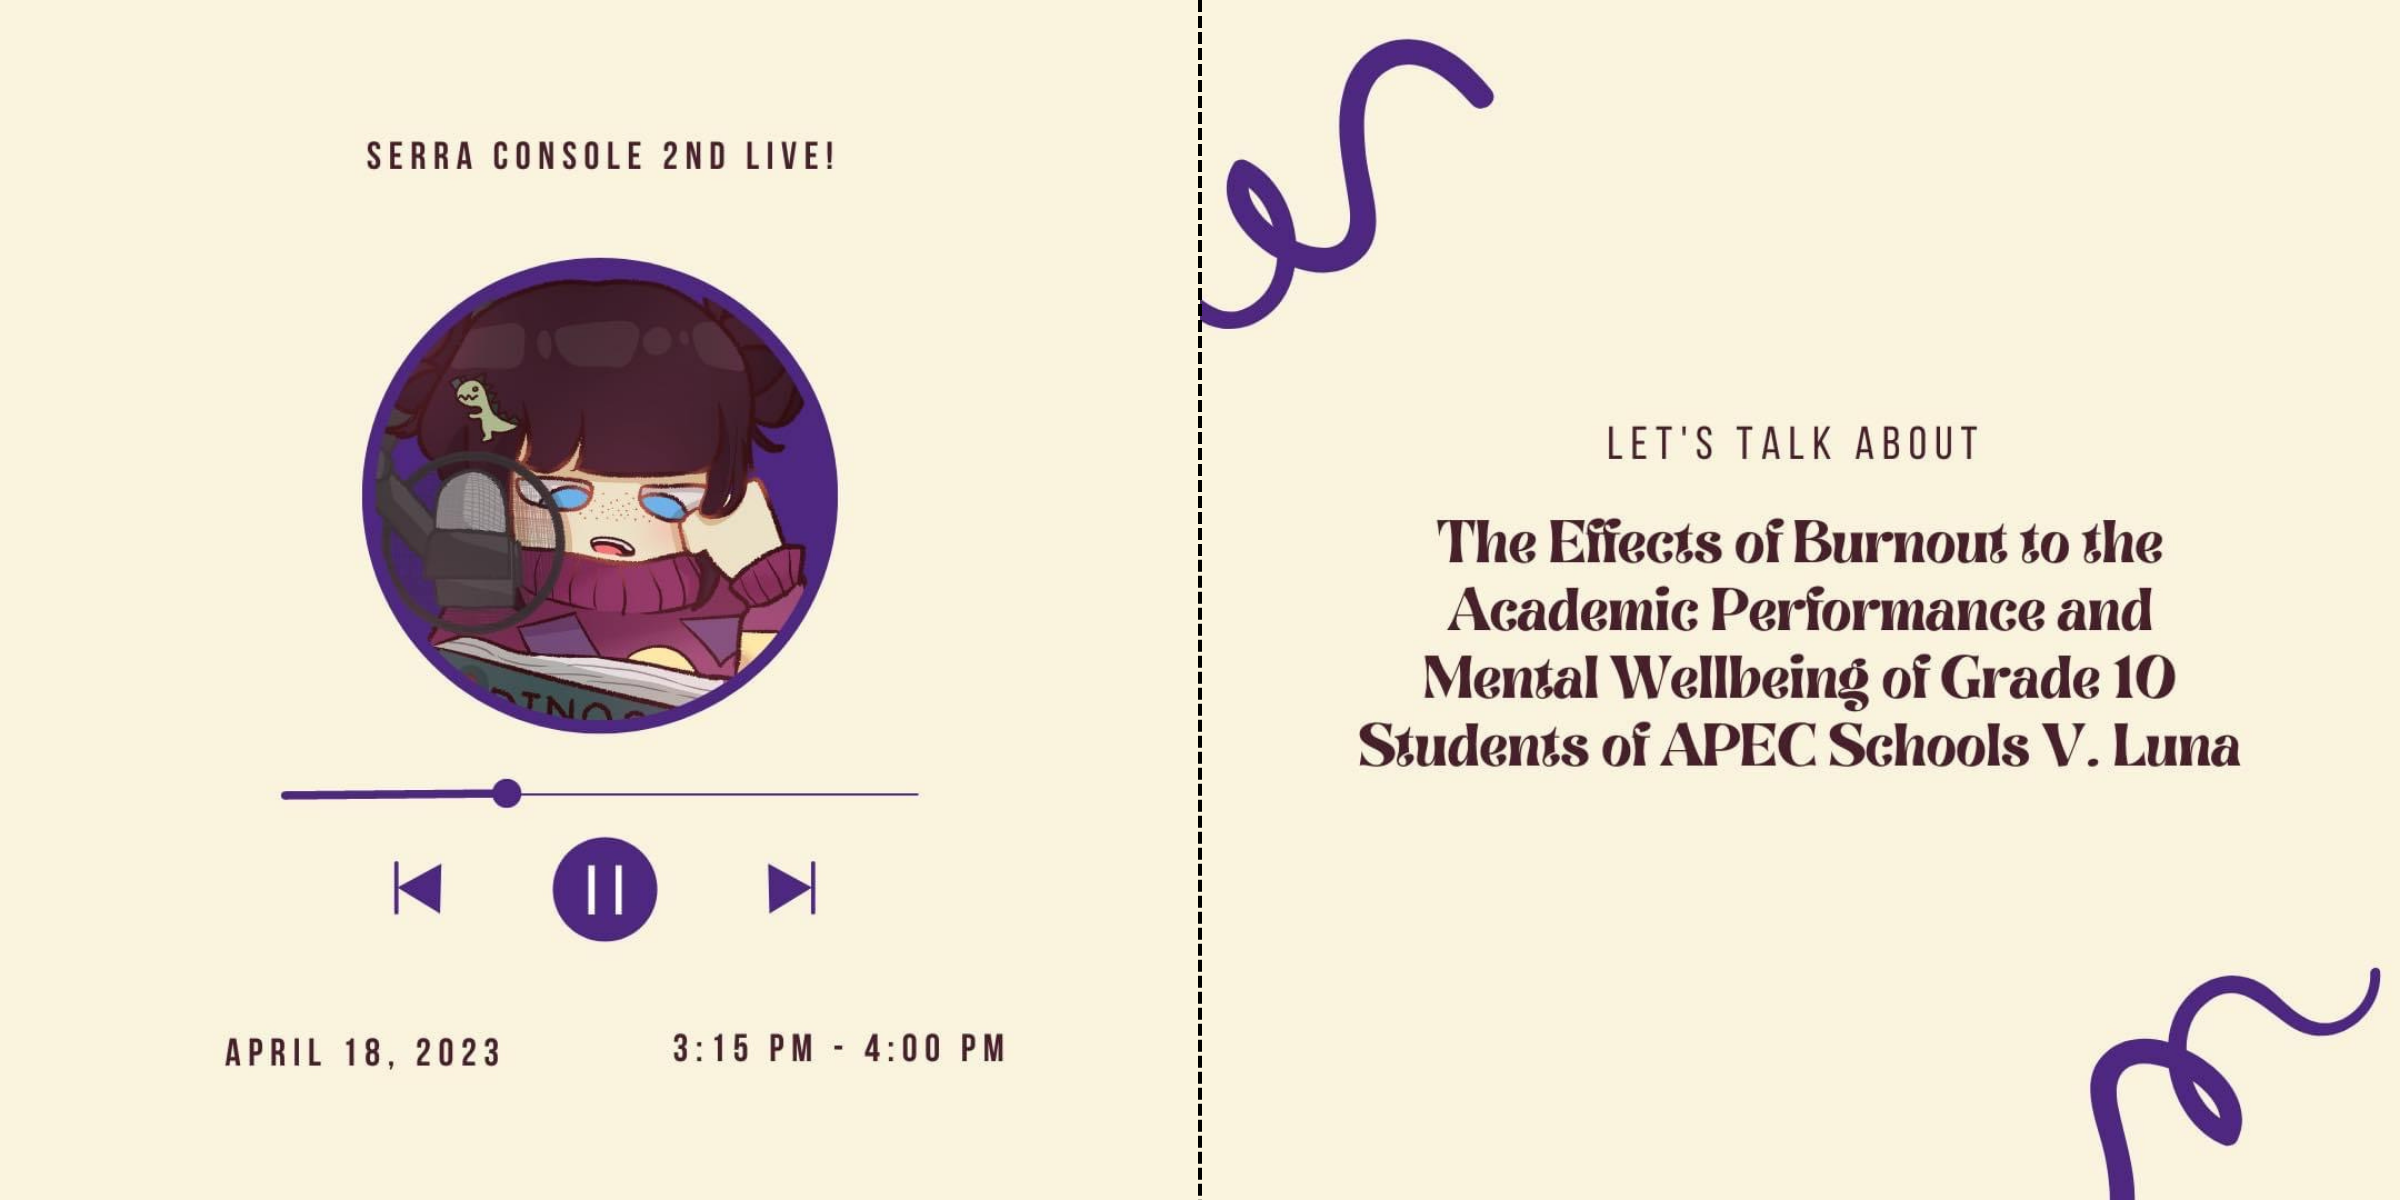 SERRA CONSOLE 2ND LIVE!
DINOS
APRIL 18, 2023
3:15 PM - 4:00 PM
LET'S TALK ABOUT
The Effects of Burnout to the
Academic Performance and
Mental Wellbeing of Grade 10
Students of APEC Schools V. Luna